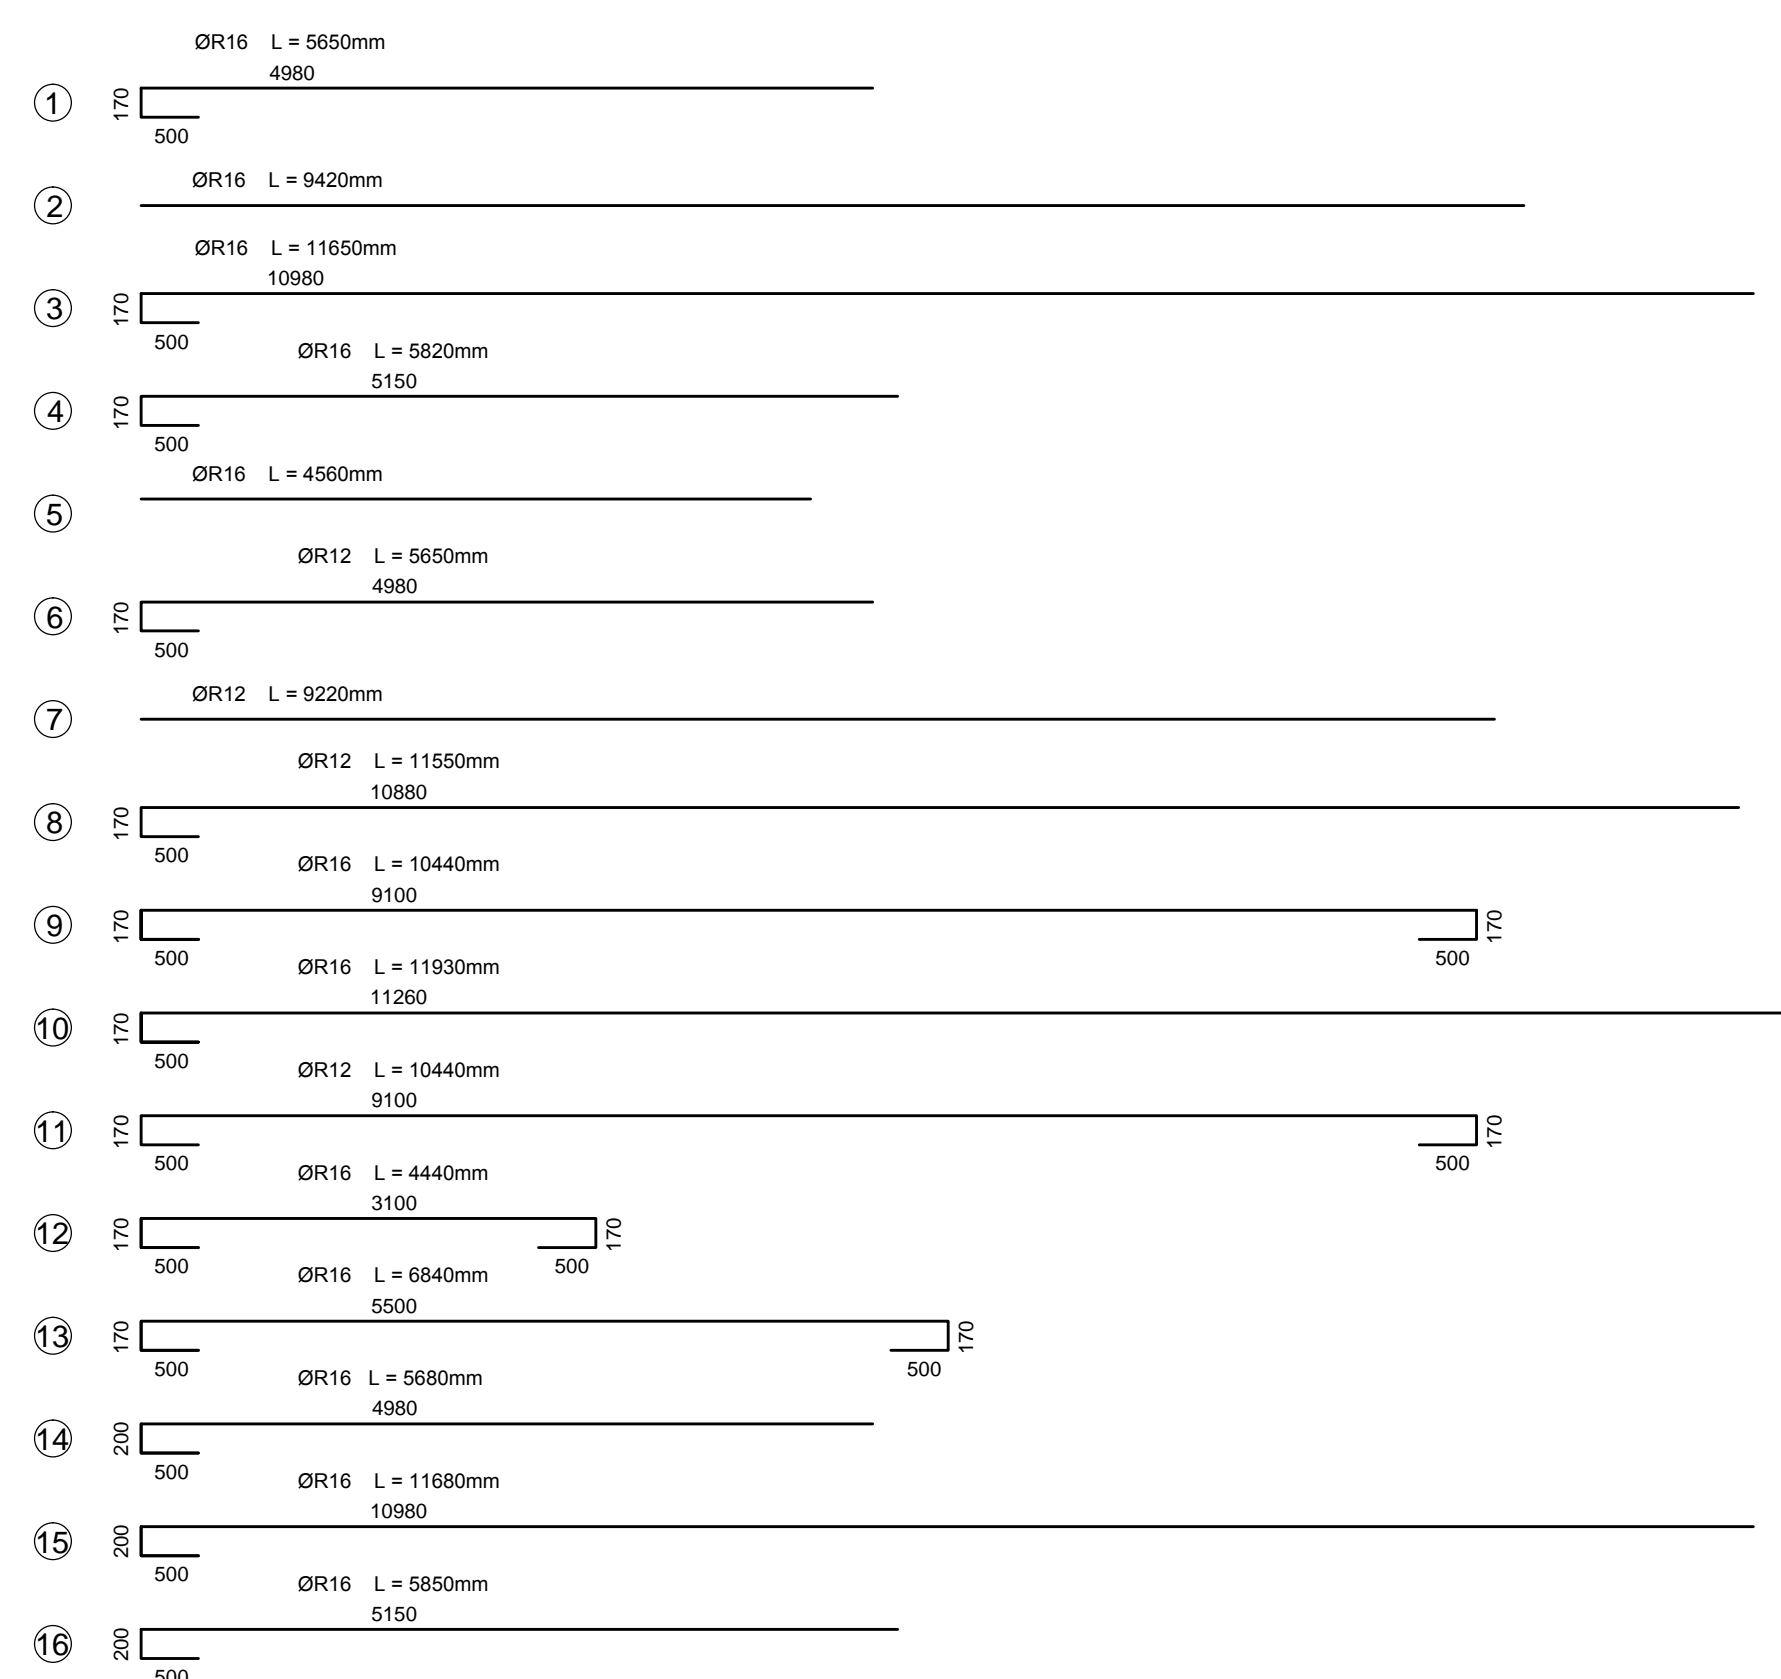 ØR16 L = 5650mm
4980
1 170
500
ØR16 L = 9420mm
2
ØR16 L = 11650mm
10980
3 170
500
ØR16 L = 5820mm
5150
4 170
500
ØR16 L = 4560mm
5
ØR12 L = 5650mm
4980
6 170
500
ØR12 L = 9220mm
7
ØR12 L = 11550mm
10880
8 170
500
ØR16 L = 10440mm
9100
9 170 170
500 500
ØR16 L = 11930mm
11260
10 170
500
ØR12 L = 10440mm
9100
11 170 170
500 500
ØR16 L = 4440mm
3100
12 170 170
500 500
ØR16 L = 6840mm
5500
13 170 170
500 500
ØR16 L = 5680mm
4980
14 200
500
ØR16 L = 11680mm
10980
15 200
500
ØR16 L = 5850mm
5150
16 200
500